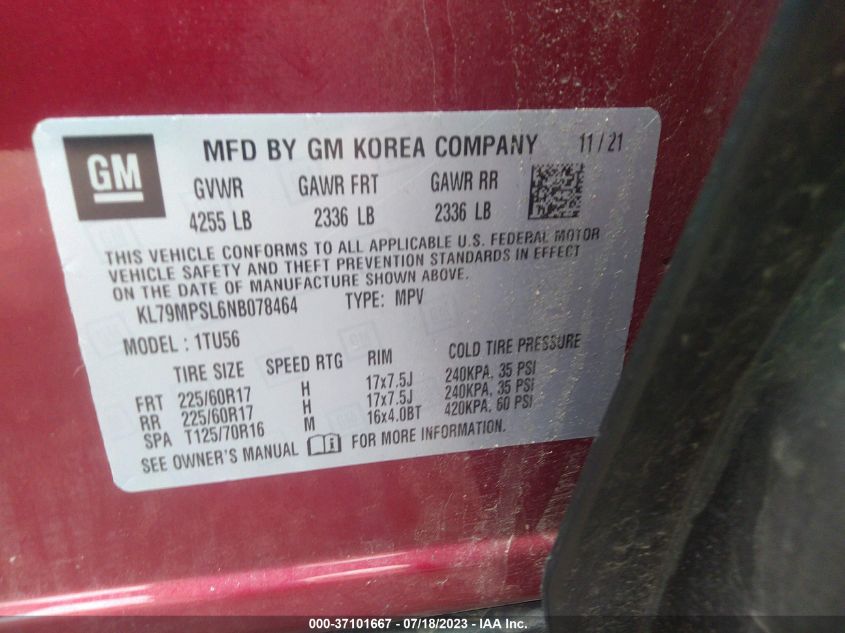 GM
MFD BY GM KOREA COMPANY 11/21
GVWR GAWR FRT GAWR RR
4255 LB 2336 LB 2336 LB
THIS VEHICLE CONFORMS TO ALL APPLICABLE U.S. FEDERAL MOTOR
VEHICLE SAFETY AND THEFT PREVENTION STANDARDS IN EFFECT
ON THE DATE OF MANUFACTURE SHOWN ABOVE.
KL79MPSL6NB078464 TYPE: MPV
MODEL : 1TU56
TIRE SIZE SPEED RTG RIM COLD TIRE PRESSURE
FRT 225/60R17 H 17x7.5J 240KPA, 35 PSI
RR 225/60R17 H 17x7.5J 240KPA, 35 PSI
SPA T125/70R16 M 16x4.0BT 420KPA, 60 PSI
SEE OWNER'S MANUAL FOR MORE INFORMATION.
000-37101667 - 07/18/2023 - IAA Inc.